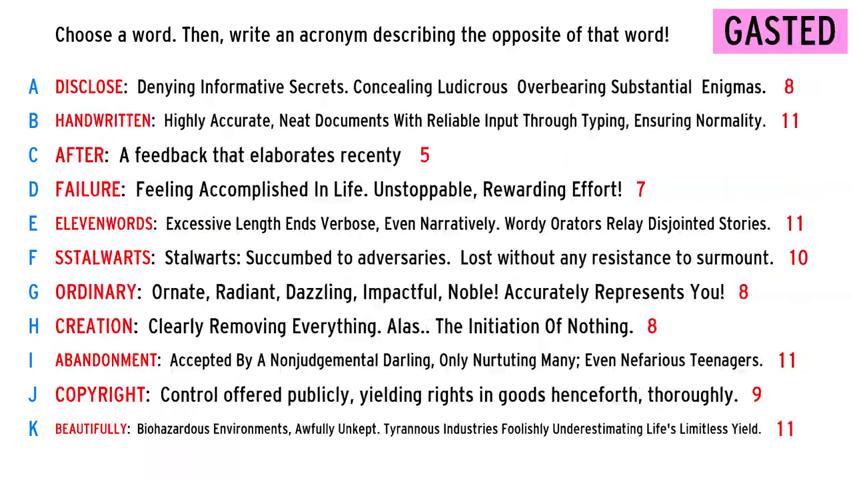 Choose a word. Then, write an acronym describing the opposite of that word!
GASTED
A DISCLOSE: Denying Informative Secrets. Concealing Ludicrous Overbearing Substantial Enigmas. 8
B HANDWRITTEN: Highly Accurate, Neat Documents With Reliable Input Through Typing, Ensuring Normality. 11
C AFTER: A feedback that elaborates recenty 5
D FAILURE: Feeling Accomplished In Life. Unstoppable, Rewarding Effort! 7
E ELEVENWORDS: Excessive Length Ends Verbose, Even Narratively. Wordy Orators Relay Disjointed Stories. 11
F SSTALWARTS: Stalwarts: Succumbed to adversaries. Lost without any resistance to surmount. 10
G ORDINARY: Ornate, Radiant, Dazzling, Impactful, Noble! Accurately Represents You! 8
H CREATION: Clearly Removing Everything. Alas.. The Initiation Of Nothing. 8
I ABANDONMENT: Accepted By A Nonjudgemental Darling, Only Nurtuting Many; Even Nefarious Teenagers. 11
J COPYRIGHT: Control offered publicly, yielding rights in goods henceforth, thoroughly. 9
K BEAUTIFULLY: Biohazardous Environments, Awfully Unkept. Tyrannous Industries Foolishly Underestimating Life's Limitless Yield. 11